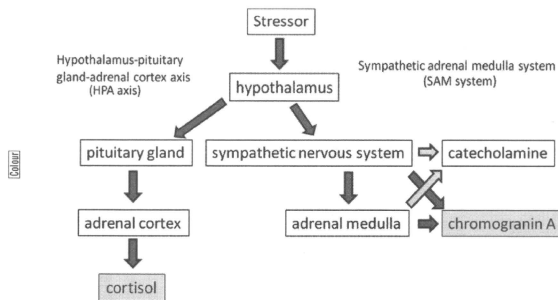 Stressor
Hypothalamus-pituitary
gland-adrenal cortex axis
(HPA axis)
Sympathetic adrenal medulla system
(SAM system)
hypothalamus
pituitary gland
sympathetic nervous system
catecholamine
Colour
adrenal cortex
adrenal medulla
chromogranin A
cortisol